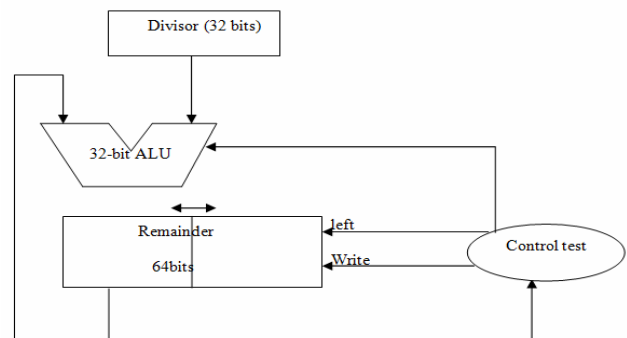 Divisor (32 bits)
32-bit ALU
Remainder
64bits
left
Write
Control test